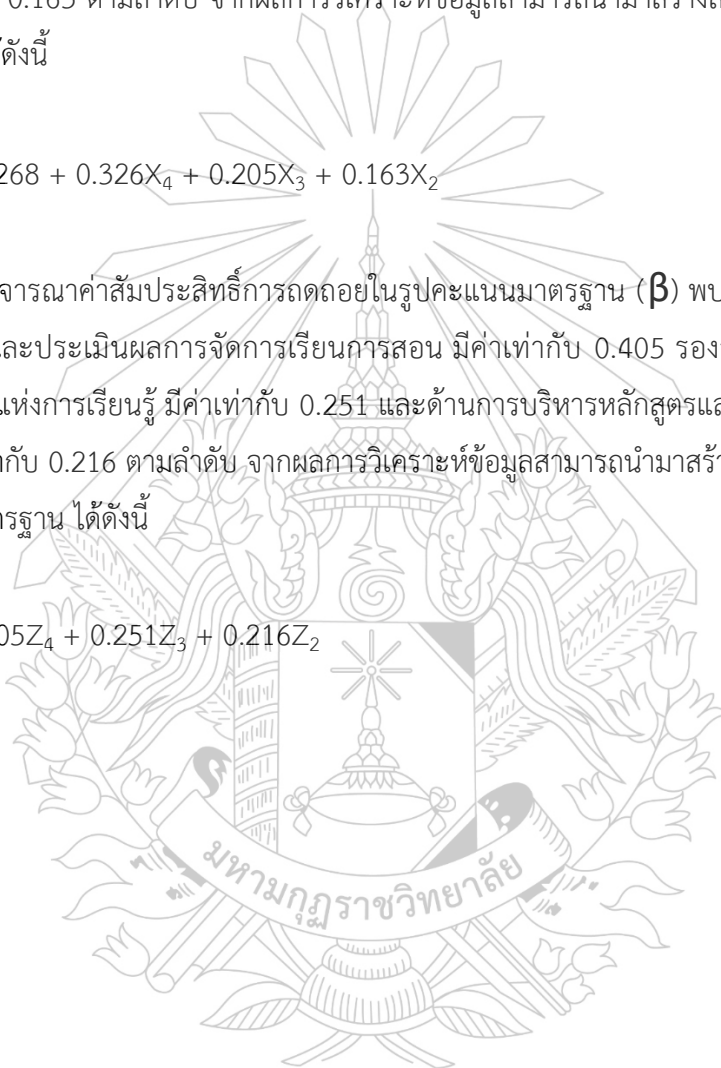 0.163 ตามลำดับ จากผลการวิเคราะห์ข้อมูลสามารถนำมาสร้าง
ดังนี้
268 + 0.326X₄ + 0.205X₃ + 0.163X₂
จารณาค่าสัมประสิทธิ์การถดถอยในรูปคะแนนมาตรฐาน (β) พบ
ละประเมินผลการจัดการเรียนการสอน มีค่าเท่ากับ 0.405 รอง
แห่งการเรียนรู้ มีค่าเท่ากับ 0.251 และด้านการบริหารหลักสูตรแล
ากับ 0.216 ตามลำดับ จากผลการวิเคราะห์ข้อมูลสามารถนำมาสร้า
ตรฐาน ได้ดังนี้
05Z₄ + 0.251Z₃ + 0.216Z₂
มหามกุฏราชวิทยาลัย